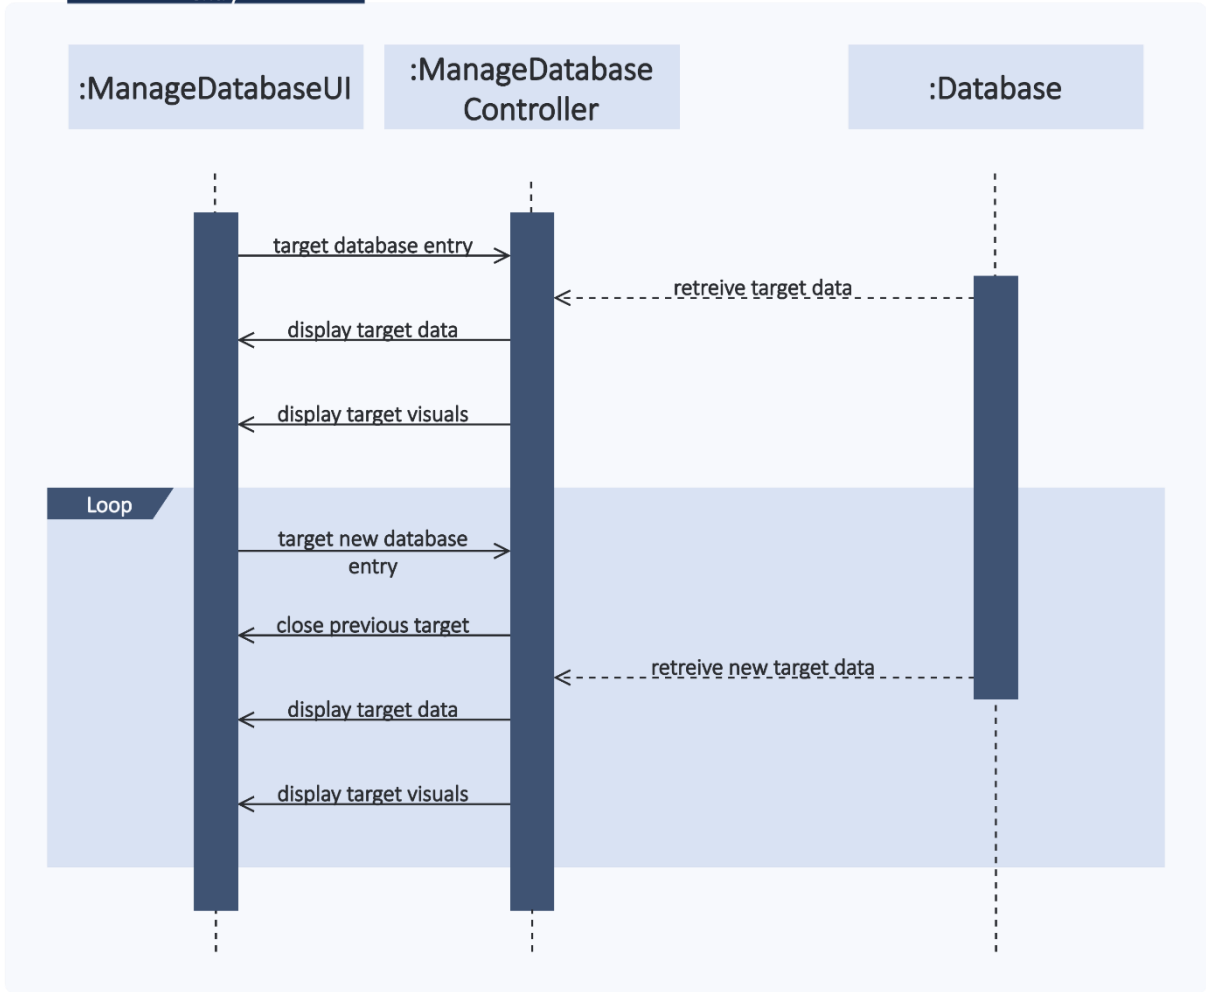 :ManageDatabaseUI
:ManageDatabase
Controller
:Database
target database entry
retreive target data
display target data
display target visuals
Loop
target new database
entry
close previous target
retreive new target data
display target data
display target visuals